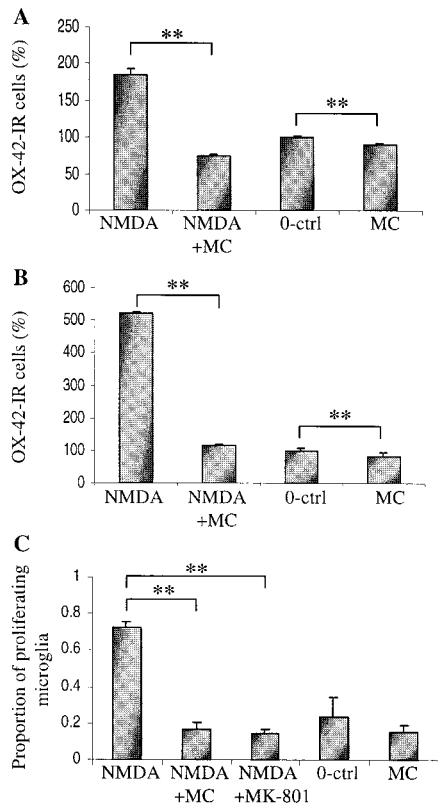 A
OX-42-IR cells (%)
250
200
150
100
50
0
**
**
NMDA
NMDA
+MC
0-ctrl
MC
B
OX-42-IR cells (%)
600
500
400
300
200
100
0
**
**
NMDA
NMDA
+MC
0-ctrl
MC
C
Proportion of proliferating
microglia
1
0.8
0.6
0.4
0.2
0
**
**
NMDA
NMDA
+MC
NMDA
+MK-801
0-ctrl
MC